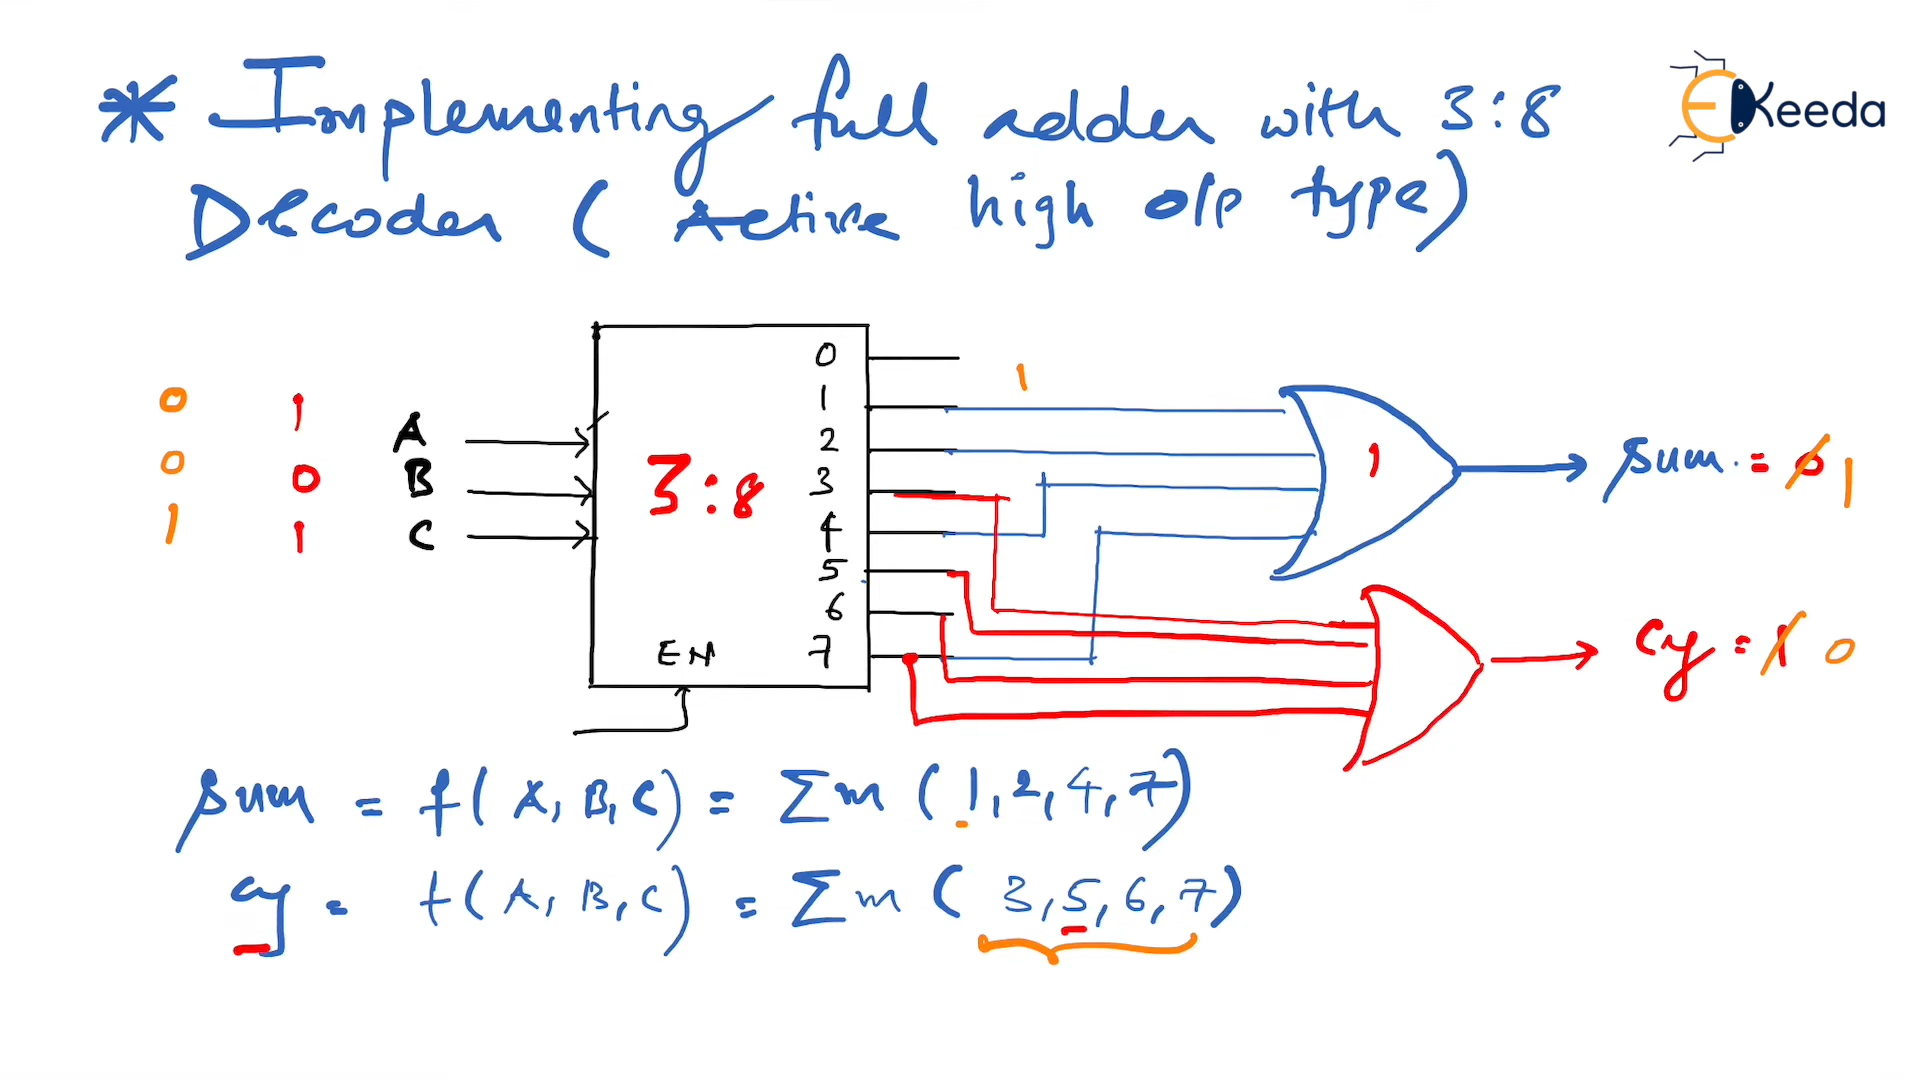 * Implementing full adder with 3:8
EKeeda
Decoder ( Active high o/p type)
0
1
2
3
4
5
6
7
EN
3:8
0 1 A
0 0 B
1 1 C
1
1
sum = 0 1
cy = 1 0
sum = f( A, B, C) = Σm ( 1,2,4,7)
cy = f( A, B, C) = Σm ( 3,5,6,7)